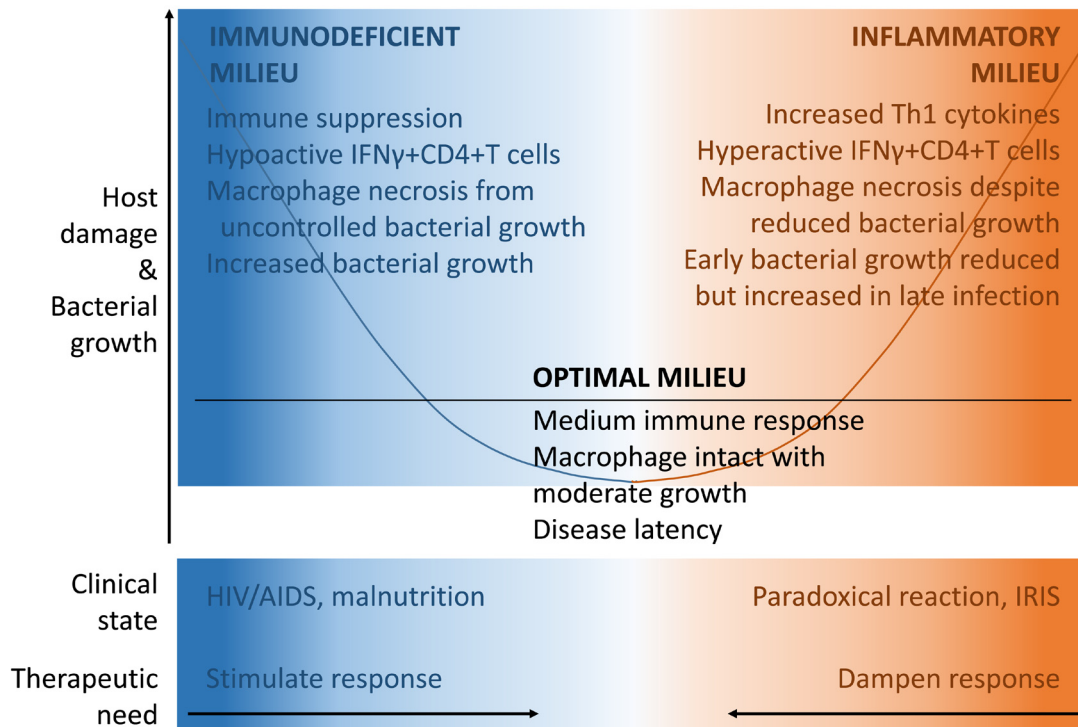 IMMUNODEFICIENT
MILIEU
Immune suppression
Hypoactive IFNγ+CD4+T cells
Macrophage necrosis from
uncontrolled bacterial growth
Increased bacterial growth
INFLAMMATORY
MILIEU
Increased Th1 cytokines
Hyperactive IFNγ+CD4+T cells
Macrophage necrosis despite
reduced bacterial growth
Early bacterial growth reduced
but increased in late infection
Host
damage
&
Bacterial
growth
OPTIMAL MILIEU
Medium immune response
Macrophage intact with
moderate growth
Disease latency
Clinical
state
HIV/AIDS, malnutrition
Paradoxical reaction, IRIS
Therapeutic
need
Stimulate response
Dampen response